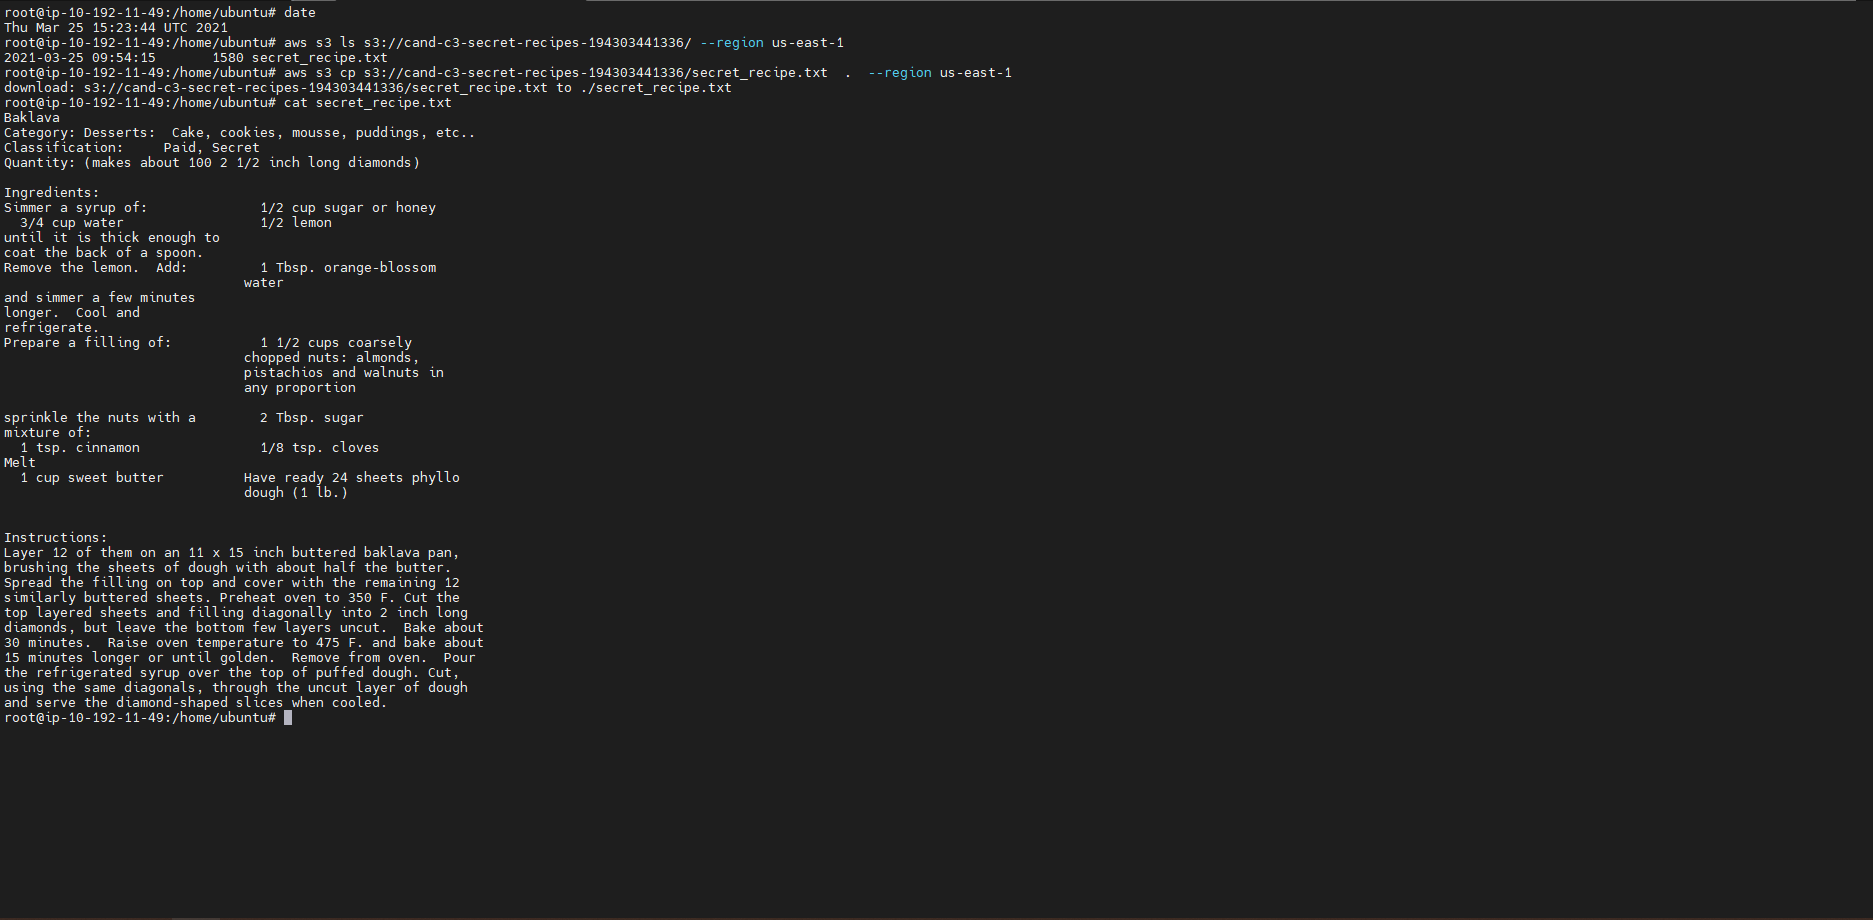 root@ip-10-192-11-49:/home/ubuntu# date
Thu Mar 25 15:23:44 UTC 2021
root@ip-10-192-11-49:/home/ubuntu# aws s3 ls s3://cand-c3-secret-recipes-194303441336/ --region us-east-1
2021-03-25 09:54:15       1580 secret_recipe.txt
root@ip-10-192-11-49:/home/ubuntu# aws s3 cp s3://cand-c3-secret-recipes-194303441336/secret_recipe.txt  .  --region us-east-1
download: s3://cand-c3-secret-recipes-194303441336/secret_recipe.txt to ./secret_recipe.txt
root@ip-10-192-11-49:/home/ubuntu# cat secret_recipe.txt
Baklava
Category: Desserts:  Cake, cookies, mousse, puddings, etc..
Classification:     Paid, Secret
Quantity: (makes about 100 2 1/2 inch long diamonds)

Ingredients:
Simmer a syrup of:              1/2 cup sugar or honey
  3/4 cup water                 1/2 lemon
until it is thick enough to
coat the back of a spoon.
Remove the lemon.  Add:         1 Tbsp. orange-blossom
                              water
and simmer a few minutes
longer.  Cool and
refrigerate.
Prepare a filling of:           1 1/2 cups coarsely
                              chopped nuts: almonds,
                              pistachios and walnuts in
                              any proportion

sprinkle the nuts with a        2 Tbsp. sugar
mixture of:
  1 tsp. cinnamon               1/8 tsp. cloves
Melt
  1 cup sweet butter          Have ready 24 sheets phyllo
                              dough (1 lb.)

Instructions:
Layer 12 of them on an 11 x 15 inch buttered baklava pan,
brushing the sheets of dough with about half the butter.
Spread the filling on top and cover with the remaining 12
similarly buttered sheets. Preheat oven to 350 F. Cut the
top layered sheets and filling diagonally into 2 inch long
diamonds, but leave the bottom few layers uncut.  Bake about
30 minutes.  Raise oven temperature to 475 F. and bake about
15 minutes longer or until golden.  Remove from oven.  Pour
the refrigerated syrup over the top of puffed dough. Cut,
using the same diagonals, through the uncut layer of dough
and serve the diamond-shaped slices when cooled.
root@ip-10-192-11-49:/home/ubuntu#